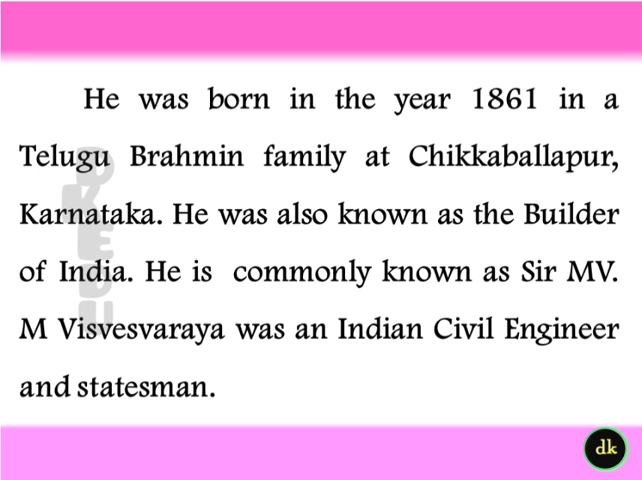 He was born in the year 1861 in a
Telugu Brahmin family at Chikkaballapur,
Karnataka. He was also known as the Builder
of India. He is commonly known as Sir MV.
M Visvesvaraya was an Indian Civil Engineer
and statesman.
dk